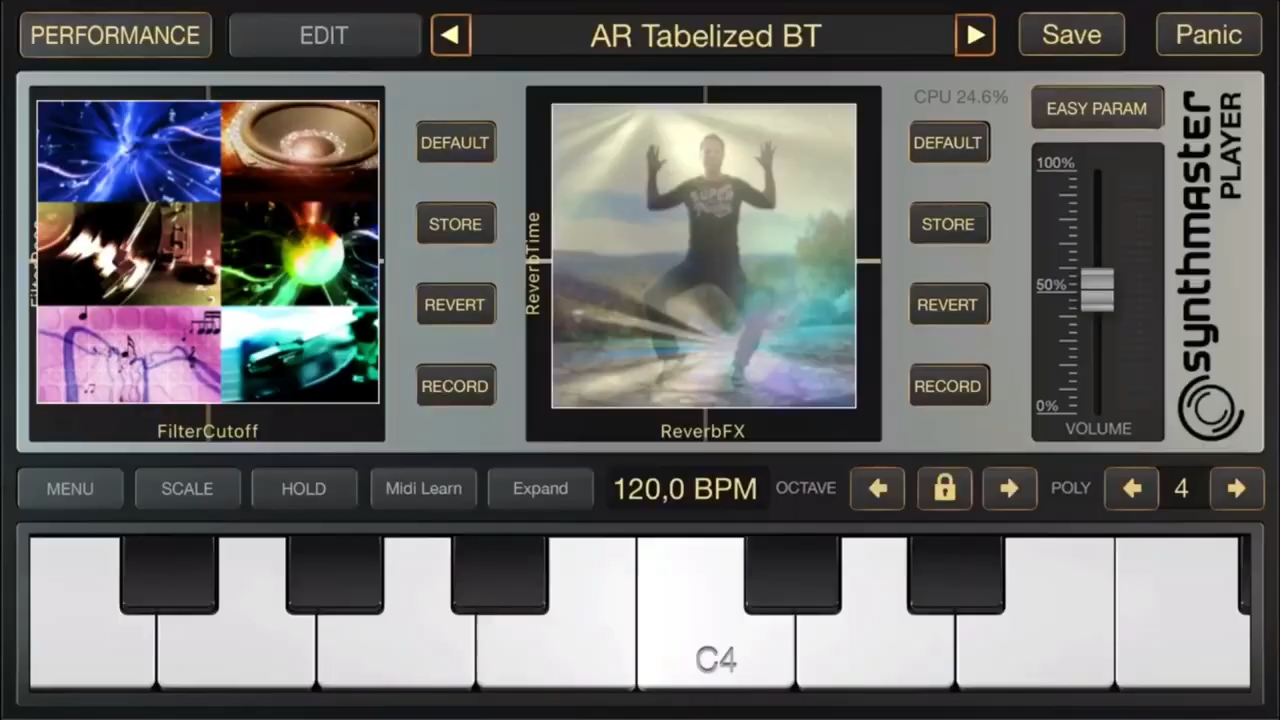 PERFORMANCE
EDIT
AR Tabelized BT
Save
Panic
DEFAULT
STORE
REVERT
RECORD
FilterCutoff
ReverbTime
SUPER
ReverbFX
CPU 24.6%
DEFAULT
STORE
REVERT
RECORD
EASY PARAM
100%
50%
0%
VOLUME
synthmaster
PLAYER
MENU
SCALE
HOLD
Midi Learn
Expand
120,0 BPM
OCTAVE
POLY
4
C4